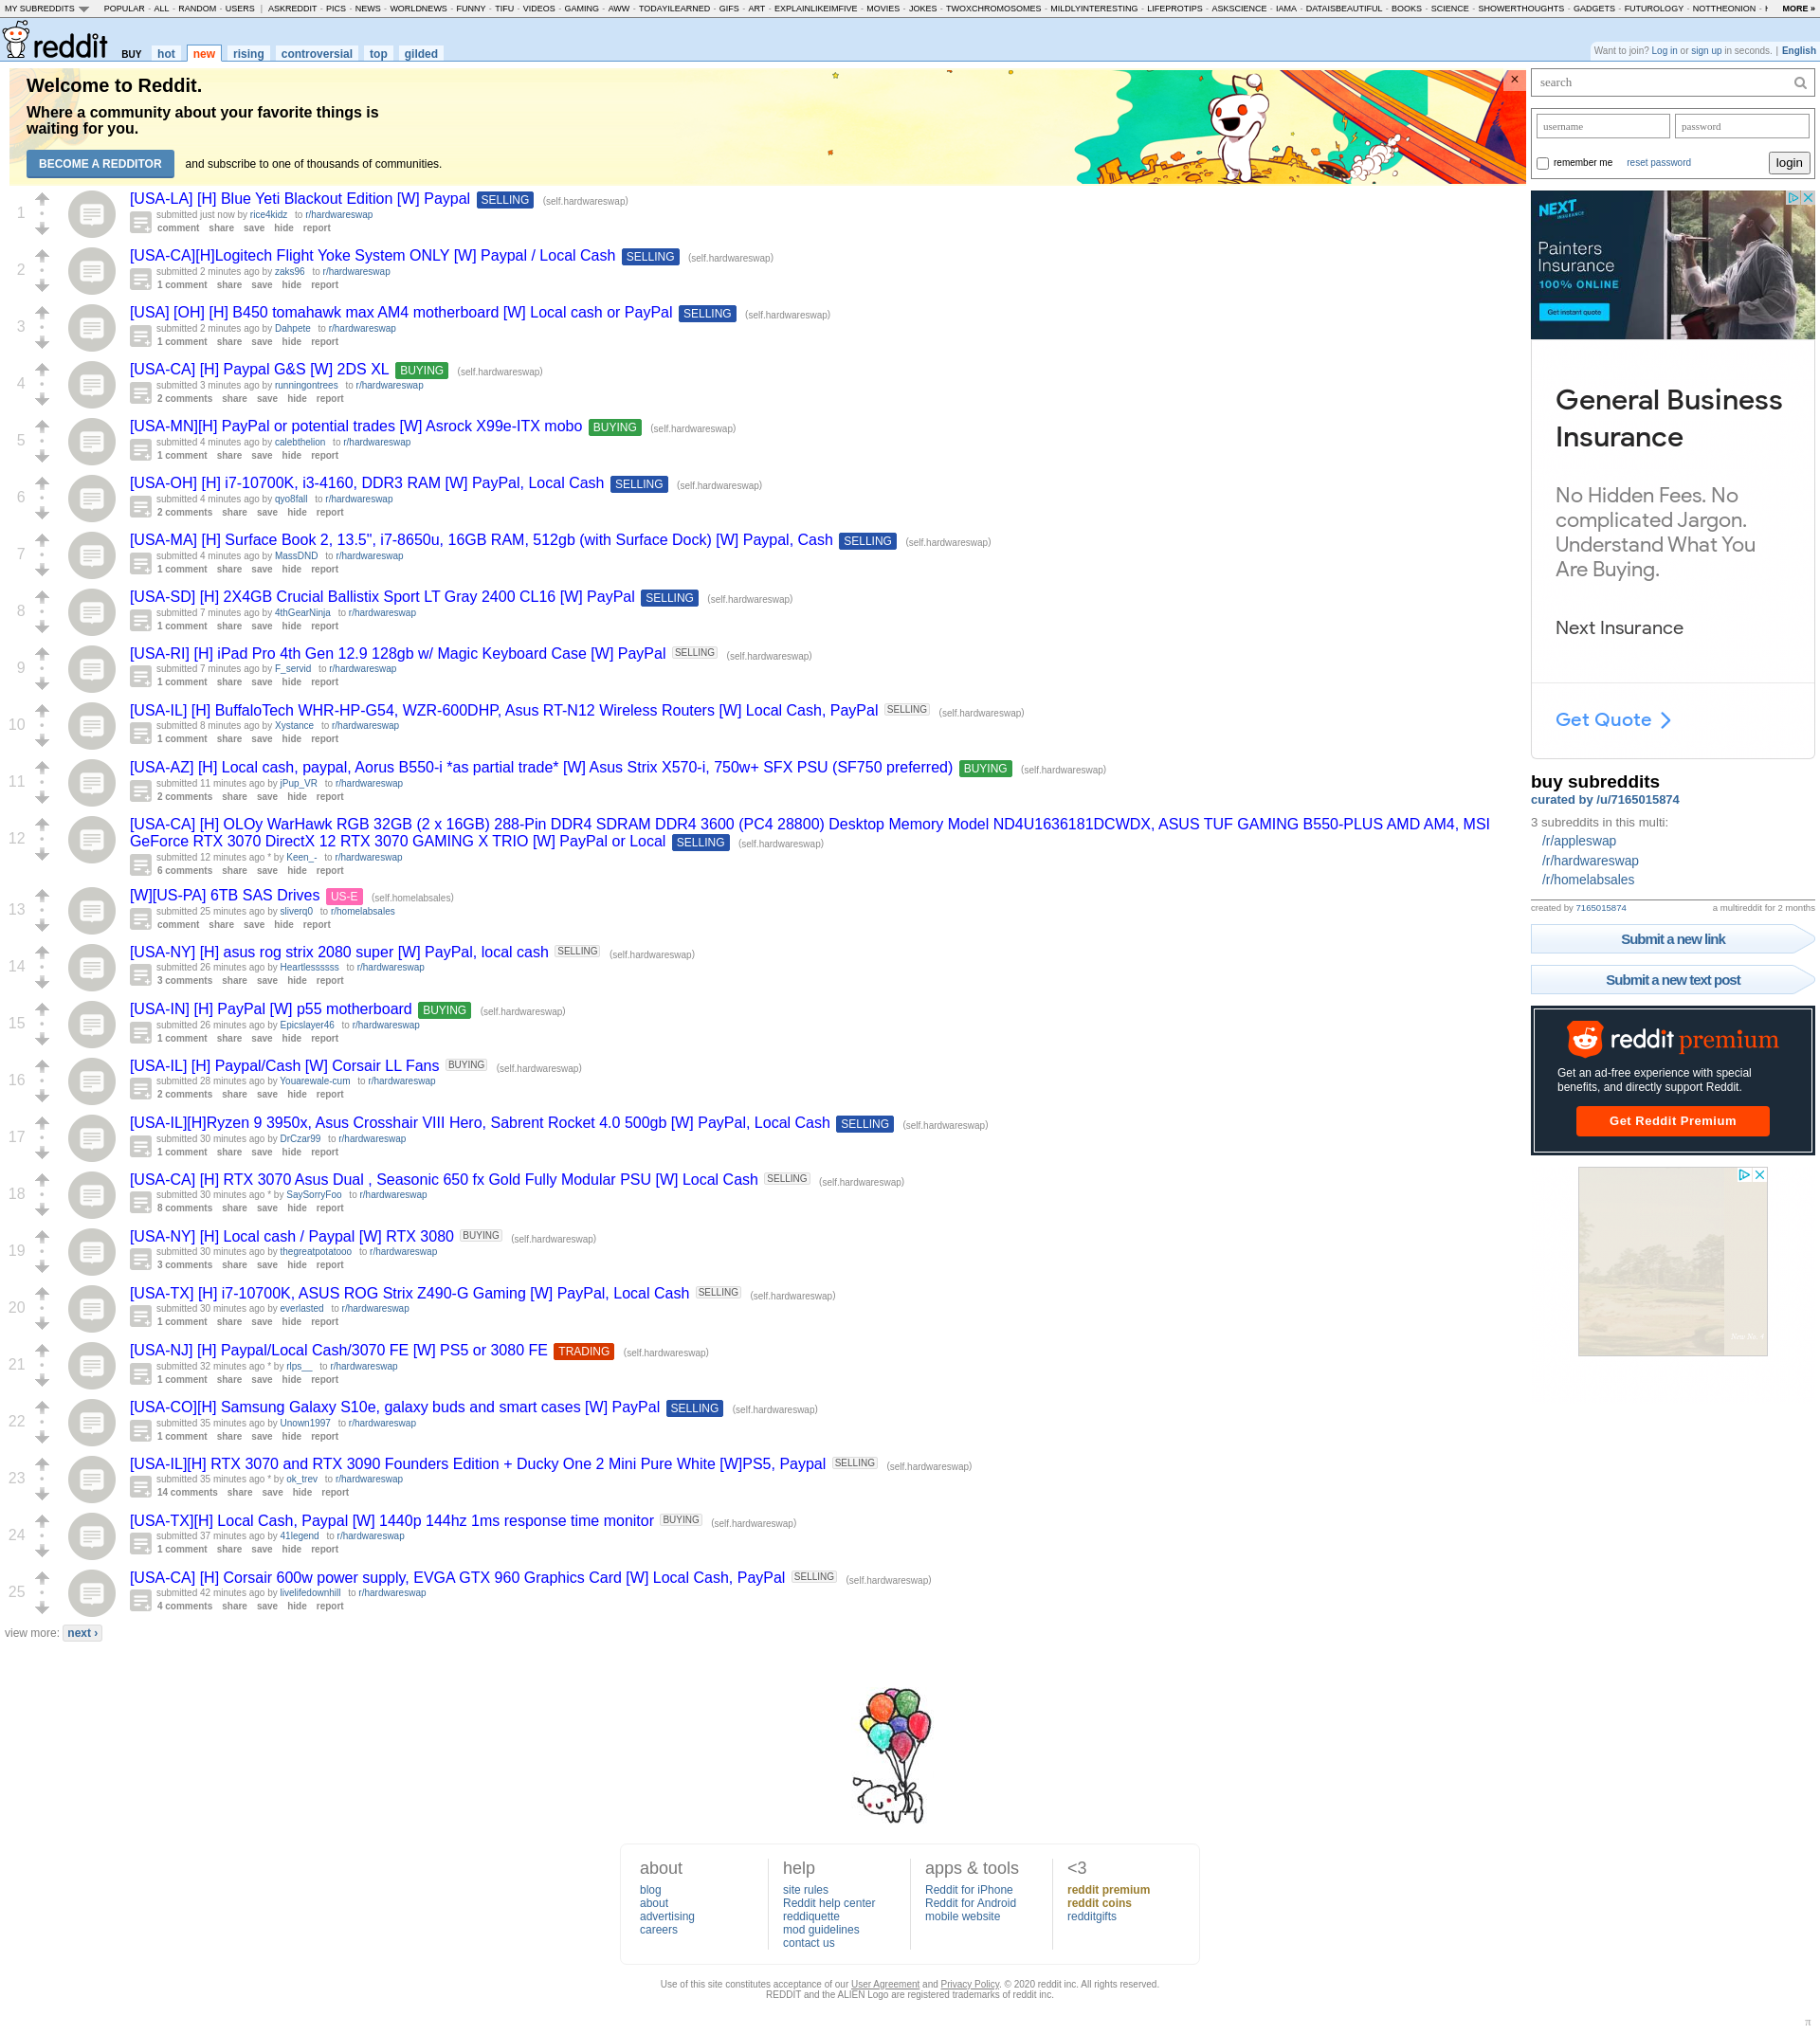 MY SUBREDDITS POPULAR - ALL - RANDOM - USERS | ASKREDDIT - PICS - NEWS - WORLDNEWS - FUNNY - TIFU - VIDEOS - GAMING - AWW - TODAYILEARNED - GIFS - ART - EXPLAINLIKEIMFIVE - MOVIES - JOKES - TWOXCHROMOSOMES - MILDLYINTERESTING - LIFEPROTIPS - ASKSCIENCE - IAMA - DATAISBEAUTIFUL - BOOKS - SCIENCE - SHOWERTHOUGHTS - GADGETS - FUTUROLOGY - NOTTHEONION - MORE »
reddit BUY hot new rising controversial top gilded
Want to join? Log in or sign up in seconds. | English
Welcome to Reddit.
Where a community about your favorite things is
waiting for you.
BECOME A REDDITOR and subscribe to one of thousands of communities.
×
1
[USA-LA] [H] Blue Yeti Blackout Edition [W] Paypal SELLING (self.hardwareswap)
submitted just now by rice4kidz to r/hardwareswap
comment share save hide report
2
[USA-CA][H]Logitech Flight Yoke System ONLY [W] Paypal / Local Cash SELLING (self.hardwareswap)
submitted 2 minutes ago by zaks96 to r/hardwareswap
1 comment share save hide report
3
[USA] [OH] [H] B450 tomahawk max AM4 motherboard [W] Local cash or PayPal SELLING (self.hardwareswap)
submitted 2 minutes ago by Dahpete to r/hardwareswap
1 comment share save hide report
4
[USA-CA] [H] Paypal G&S [W] 2DS XL BUYING (self.hardwareswap)
submitted 3 minutes ago by runningontrees to r/hardwareswap
2 comments share save hide report
5
[USA-MN][H] PayPal or potential trades [W] Asrock X99e-ITX mobo BUYING (self.hardwareswap)
submitted 4 minutes ago by calebthelion to r/hardwareswap
1 comment share save hide report
6
[USA-OH] [H] i7-10700K, i3-4160, DDR3 RAM [W] PayPal, Local Cash SELLING (self.hardwareswap)
submitted 4 minutes ago by qyo8fall to r/hardwareswap
2 comments share save hide report
7
[USA-MA] [H] Surface Book 2, 13.5", i7-8650u, 16GB RAM, 512gb (with Surface Dock) [W] Paypal, Cash SELLING (self.hardwareswap)
submitted 4 minutes ago by MassDND to r/hardwareswap
1 comment share save hide report
8
[USA-SD] [H] 2X4GB Crucial Ballistix Sport LT Gray 2400 CL16 [W] PayPal SELLING (self.hardwareswap)
submitted 7 minutes ago by 4thGearNinja to r/hardwareswap
1 comment share save hide report
9
[USA-RI] [H] iPad Pro 4th Gen 12.9 128gb w/ Magic Keyboard Case [W] PayPal SELLING (self.hardwareswap)
submitted 7 minutes ago by F_servid to r/hardwareswap
1 comment share save hide report
10
[USA-IL] [H] BuffaloTech WHR-HP-G54, WZR-600DHP, Asus RT-N12 Wireless Routers [W] Local Cash, PayPal SELLING (self.hardwareswap)
submitted 8 minutes ago by Xystance to r/hardwareswap
1 comment share save hide report
11
[USA-AZ] [H] Local cash, paypal, Aorus B550-i *as partial trade* [W] Asus Strix X570-i, 750w+ SFX PSU (SF750 preferred) BUYING (self.hardwareswap)
submitted 11 minutes ago by jPup_VR to r/hardwareswap
2 comments share save hide report
12
[USA-CA] [H] OLOy WarHawk RGB 32GB (2 x 16GB) 288-Pin DDR4 SDRAM DDR4 3600 (PC4 28800) Desktop Memory Model ND4U1636181DCWDX, ASUS TUF GAMING B550-PLUS AMD AM4, MSI
GeForce RTX 3070 DirectX 12 RTX 3070 GAMING X TRIO [W] PayPal or Local SELLING (self.hardwareswap)
submitted 12 minutes ago * by Keen_- to r/hardwareswap
6 comments share save hide report
13
[W][US-PA] 6TB SAS Drives US-E (self.homelabsales)
submitted 25 minutes ago by sliverq0 to r/homelabsales
comment share save hide report
14
[USA-NY] [H] asus rog strix 2080 super [W] PayPal, local cash SELLING (self.hardwareswap)
submitted 26 minutes ago by Heartlessssss to r/hardwareswap
3 comments share save hide report
15
[USA-IN] [H] PayPal [W] p55 motherboard BUYING (self.hardwareswap)
submitted 26 minutes ago by Epicslayer46 to r/hardwareswap
1 comment share save hide report
16
[USA-IL] [H] Paypal/Cash [W] Corsair LL Fans BUYING (self.hardwareswap)
submitted 28 minutes ago by Youarewale-cum to r/hardwareswap
2 comments share save hide report
17
[USA-IL][H]Ryzen 9 3950x, Asus Crosshair VIII Hero, Sabrent Rocket 4.0 500gb [W] PayPal, Local Cash SELLING (self.hardwareswap)
submitted 30 minutes ago by DrCzar99 to r/hardwareswap
1 comment share save hide report
18
[USA-CA] [H] RTX 3070 Asus Dual , Seasonic 650 fx Gold Fully Modular PSU [W] Local Cash SELLING (self.hardwareswap)
submitted 30 minutes ago * by SaySorryFoo to r/hardwareswap
8 comments share save hide report
19
[USA-NY] [H] Local cash / Paypal [W] RTX 3080 BUYING (self.hardwareswap)
submitted 30 minutes ago by thegreatpotatooo to r/hardwareswap
3 comments share save hide report
20
[USA-TX] [H] i7-10700K, ASUS ROG Strix Z490-G Gaming [W] PayPal, Local Cash SELLING (self.hardwareswap)
submitted 30 minutes ago by everlasted to r/hardwareswap
1 comment share save hide report
21
[USA-NJ] [H] Paypal/Local Cash/3070 FE [W] PS5 or 3080 FE TRADING (self.hardwareswap)
submitted 32 minutes ago * by rlps__ to r/hardwareswap
1 comment share save hide report
22
[USA-CO][H] Samsung Galaxy S10e, galaxy buds and smart cases [W] PayPal SELLING (self.hardwareswap)
submitted 35 minutes ago by Unown1997 to r/hardwareswap
1 comment share save hide report
23
[USA-IL][H] RTX 3070 and RTX 3090 Founders Edition + Ducky One 2 Mini Pure White [W]PS5, Paypal SELLING (self.hardwareswap)
submitted 35 minutes ago * by ok_trev to r/hardwareswap
14 comments share save hide report
24
[USA-TX][H] Local Cash, Paypal [W] 1440p 144hz 1ms response time monitor BUYING (self.hardwareswap)
submitted 37 minutes ago by 41legend to r/hardwareswap
1 comment share save hide report
25
[USA-CA] [H] Corsair 600w power supply, EVGA GTX 960 Graphics Card [W] Local Cash, PayPal SELLING (self.hardwareswap)
submitted 42 minutes ago by livelifedownhill to r/hardwareswap
4 comments share save hide report
view more: next ›
search
username password
remember me reset password login
NEXT
INSURANCE
Painters
Insurance
100% ONLINE
Get instant quote
General Business
Insurance
No Hidden Fees. No
complicated Jargon.
Understand What You
Are Buying.
Next Insurance
Get Quote
buy subreddits
curated by /u/7165015874
3 subreddits in this multi:
/r/appleswap
/r/hardwareswap
/r/homelabsales
created by 7165015874 a multireddit for 2 months
Submit a new link
Submit a new text post
reddit premium
Get an ad-free experience with special
benefits, and directly support Reddit.
Get Reddit Premium
about
blog
about
advertising
careers
help
site rules
Reddit help center
reddiquette
mod guidelines
contact us
apps & tools
Reddit for iPhone
Reddit for Android
mobile website
<3
reddit premium
reddit coins
redditgifts
Use of this site constitutes acceptance of our User Agreement and Privacy Policy. © 2020 reddit inc. All rights reserved.
REDDIT and the ALIEN Logo are registered trademarks of reddit inc.
π